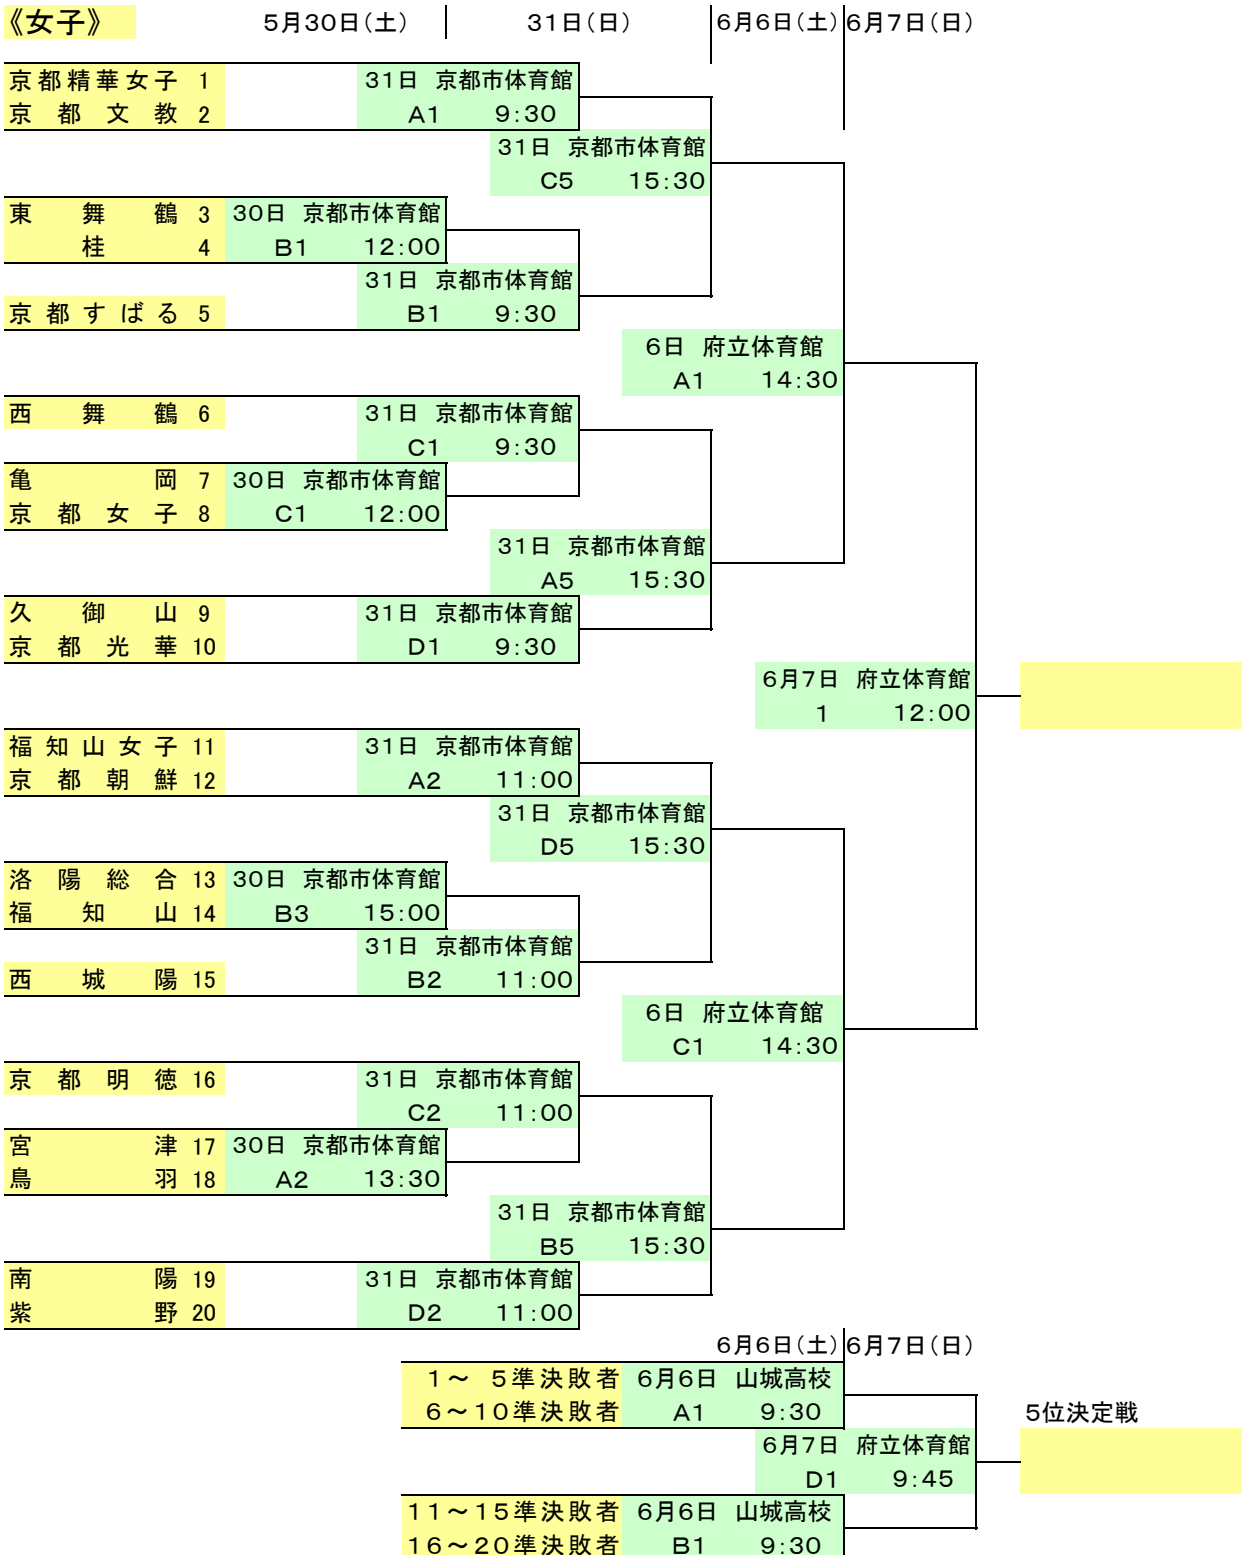 《女子》 5月30日(土) 31日(日) 6月6日(土) 6月7日(日)
京都精華女子 1 31日 京都市体育館
京都文教 2 A1 9:30
31日 京都市体育館
C5 15:30
東舞鶴 3 30日 京都市体育館
桂 4 B1 12:00
31日 京都市体育館
京都すばる 5 B1 9:30
6日 府立体育館
A1 14:30
西舞鶴 6 31日 京都市体育館
C1 9:30
亀岡 7 30日 京都市体育館
京都女子 8 C1 12:00
31日 京都市体育館
A5 15:30
久御山 9 31日 京都市体育館
京都光華 10 D1 9:30
6月7日 府立体育館
1 12:00
福知山女子 11 31日 京都市体育館
京都朝鮮 12 A2 11:00
31日 京都市体育館
D5 15:30
洛陽総合 13 30日 京都市体育館
福知山 14 B3 15:00
31日 京都市体育館
西城陽 15 B2 11:00
6日 府立体育館
C1 14:30
京都明徳 16 31日 京都市体育館
C2 11:00
宮津 17 30日 京都市体育館
鳥羽 18 A2 13:30
31日 京都市体育館
B5 15:30
南陽 19 31日 京都市体育館
紫野 20 D2 11:00
6月6日(土) 6月7日(日)
1~ 5準決敗者 6月6日 山城高校
6~10準決敗者 A1 9:30 5位決定戦
6月7日 府立体育館
D1 9:45
11~15準決敗者 6月6日 山城高校
16~20準決敗者 B1 9:30